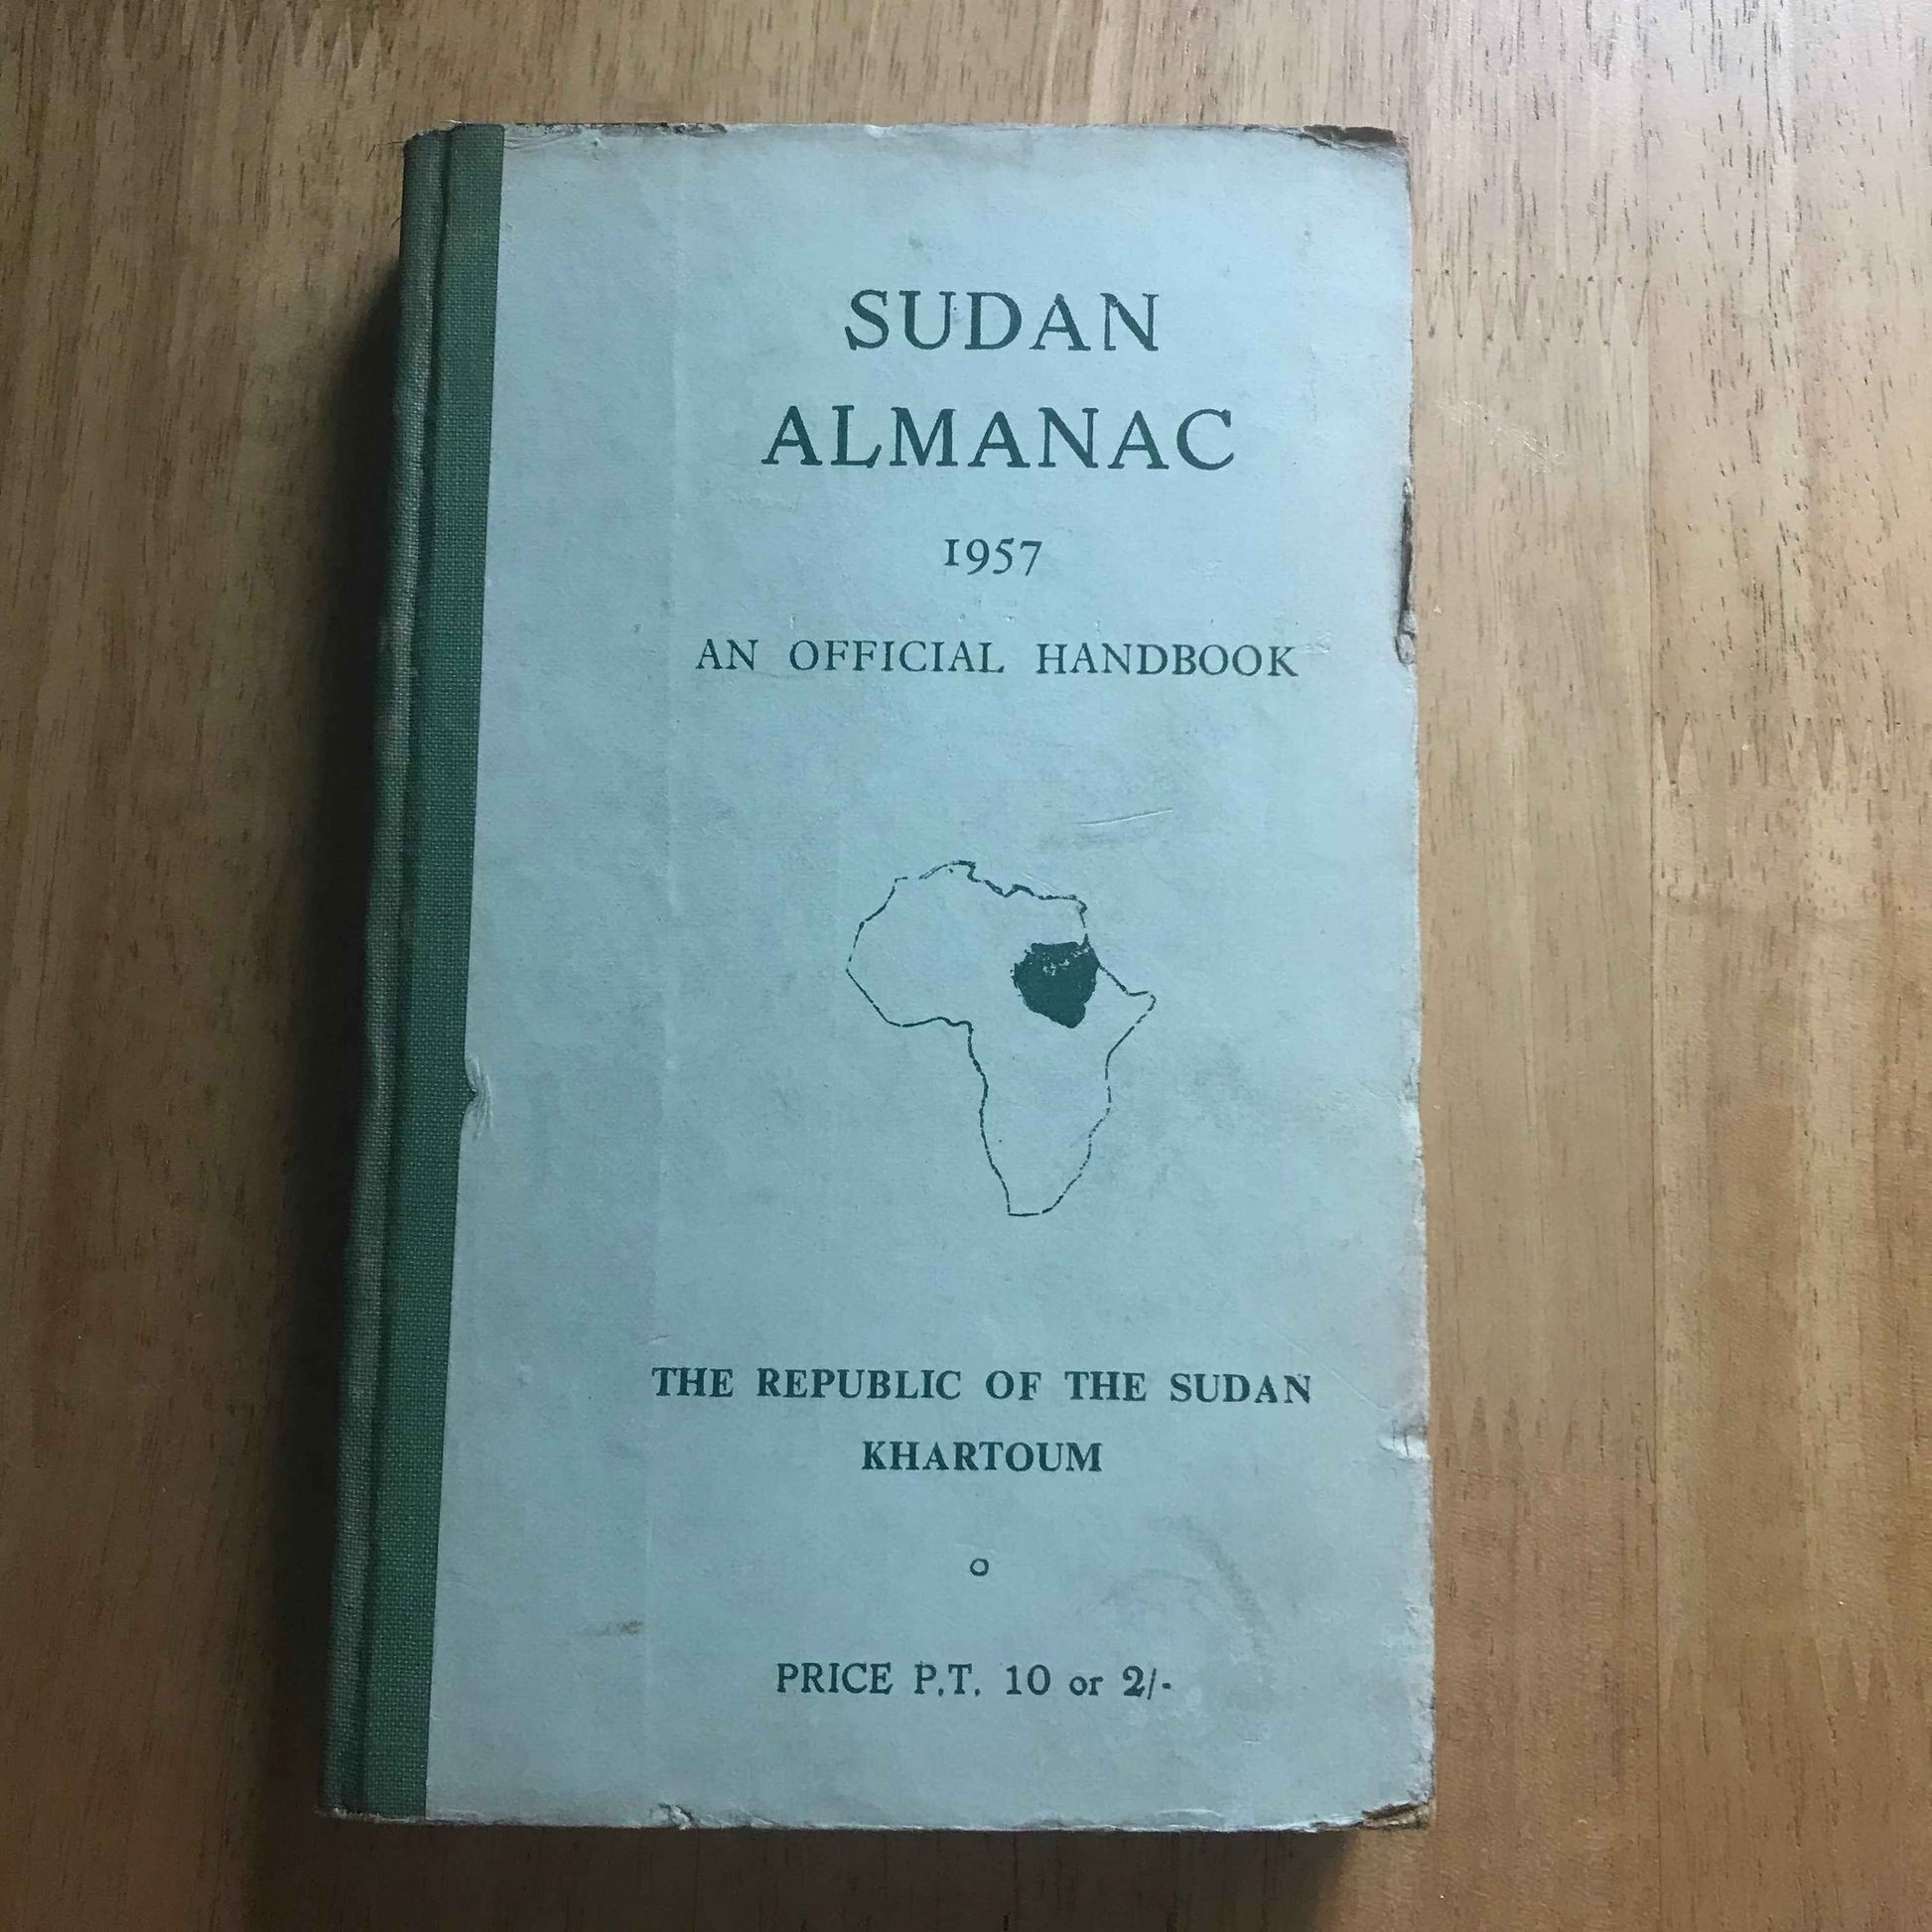 SUDAN
ALMANAC
1957
AN OFFICIAL HANDBOOK
THE REPUBLIC OF THE SUDAN
KHARTOUM
PRICE P.T. 10 or 2/-